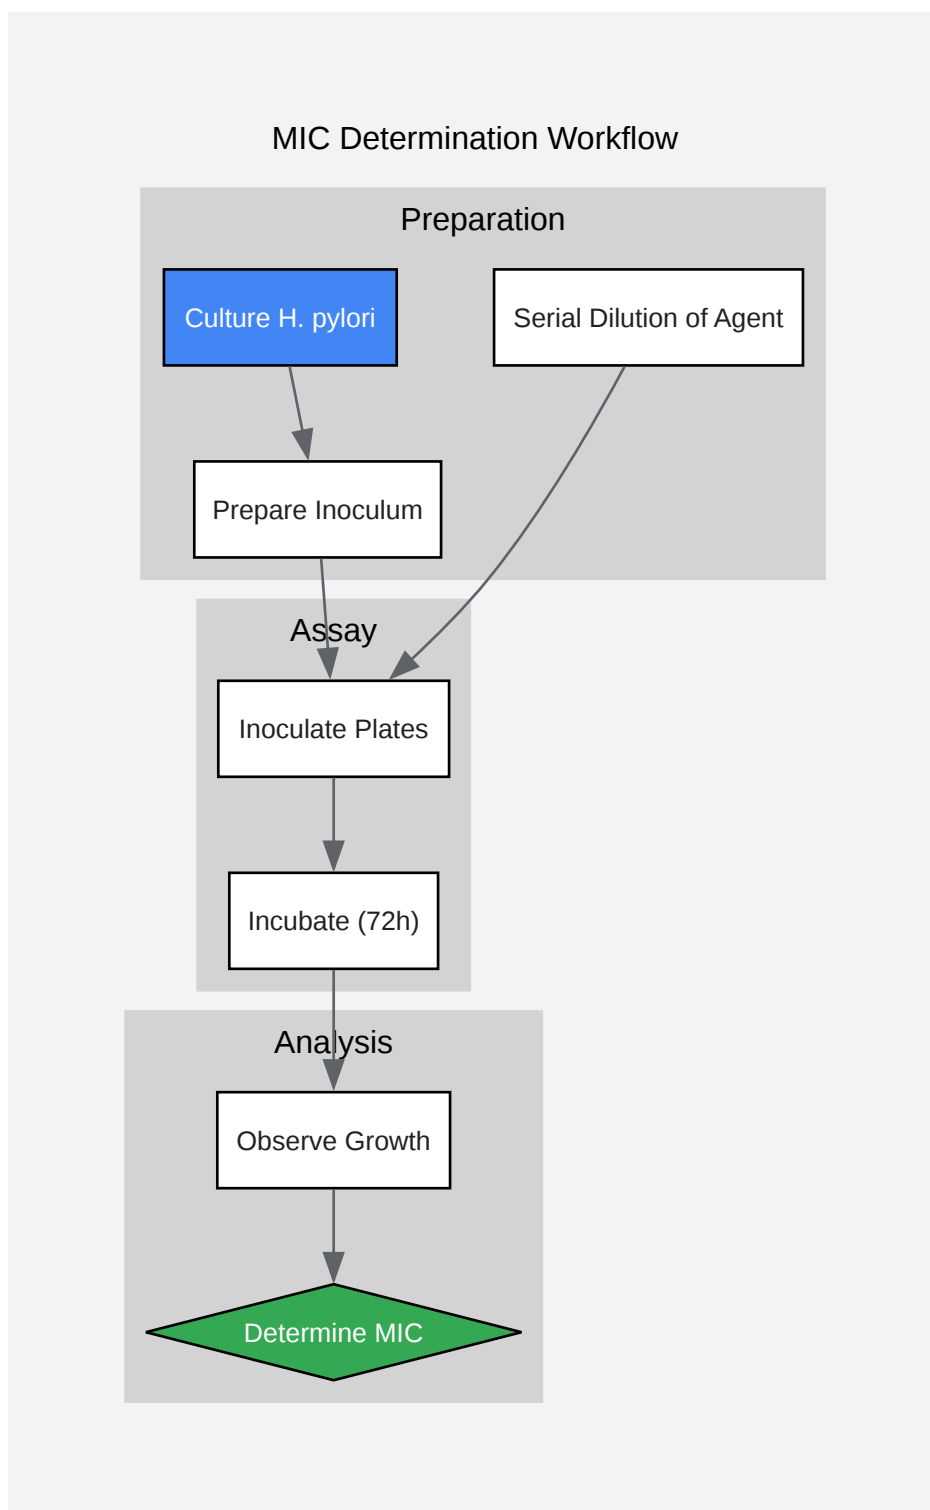 MIC Determination Workflow
Preparation
Culture H. pylori
Serial Dilution of Agent
Prepare Inoculum
Assay
Inoculate Plates
Incubate (72h)
Analysis
Observe Growth
Determine MIC